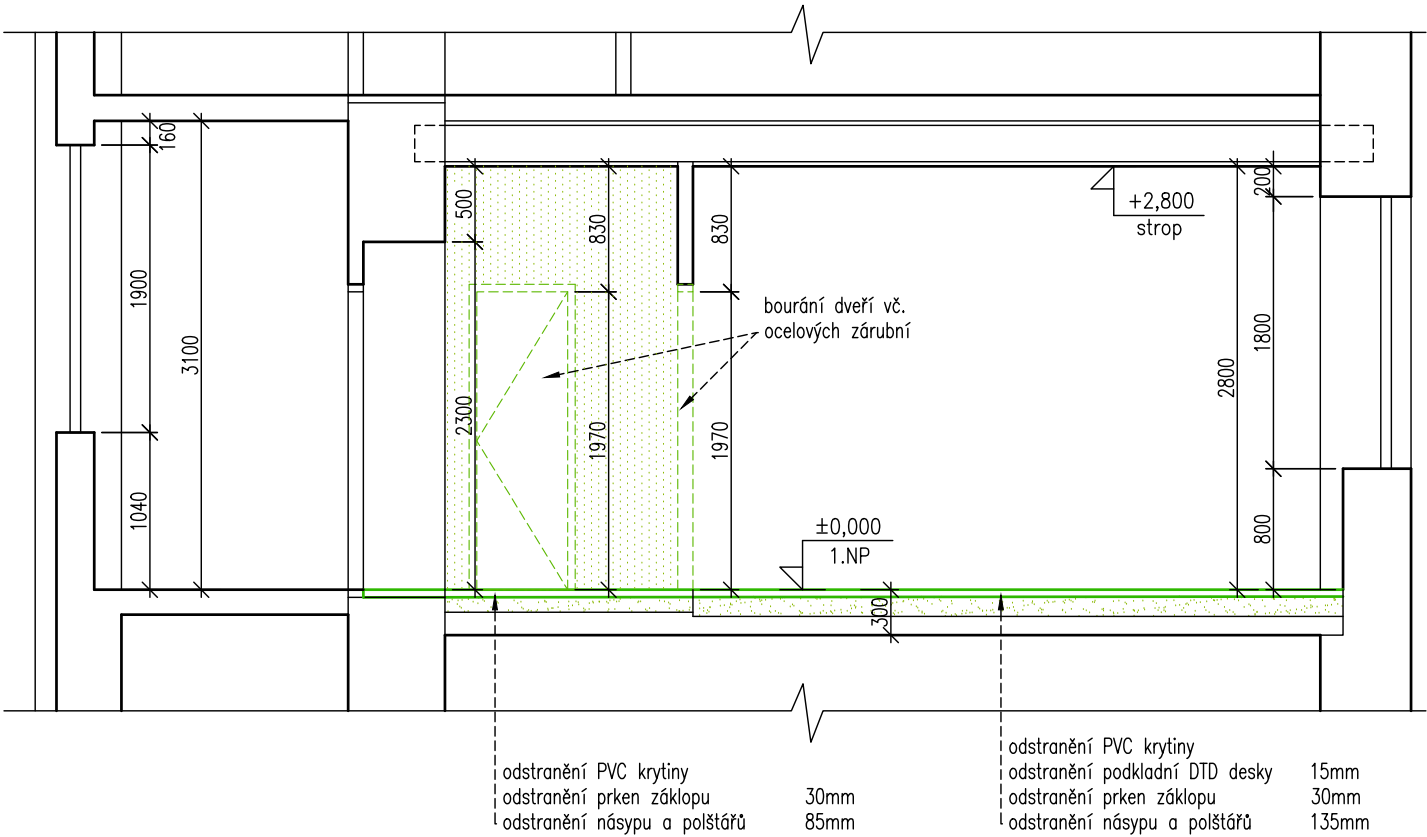 160
200
500
830
830
+2,800
strop
1900
3100
bourání dveří vč.
ocelových zárubní
1800
2800
2300
1970
1970
1040
±0,000
1.NP
800
300
odstranění PVC krytiny
odstranění prken záklopu 30mm
odstranění násypu a polštářů 85mm
odstranění PVC krytiny
odstranění podkladní DTD desky 15mm
odstranění prken záklopu 30mm
odstranění násypu a polštářů 135mm